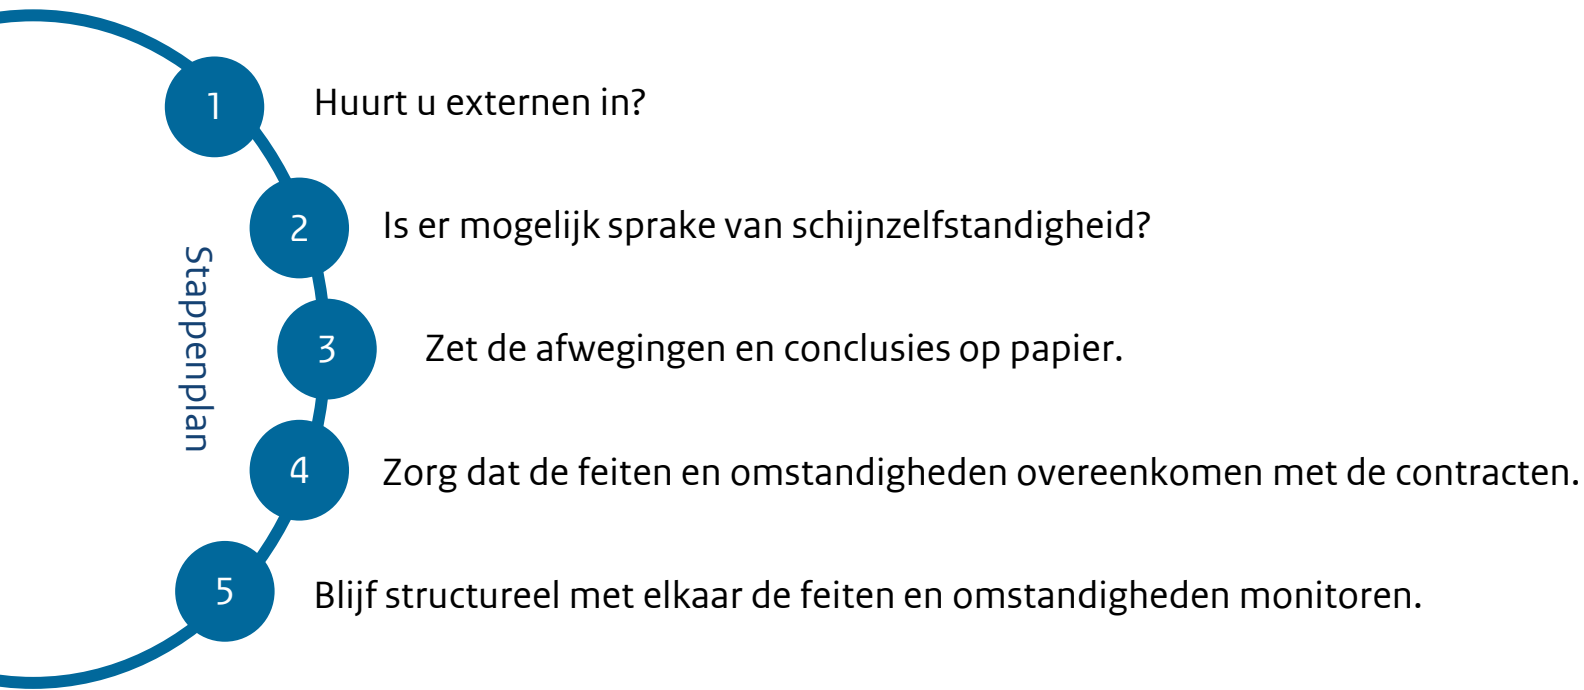 Stappenplan
1 Huurt u externen in?
2 Is er mogelijk sprake van schijnzelfstandigheid?
3 Zet de afwegingen en conclusies op papier.
4 Zorg dat de feiten en omstandigheden overeenkomen met de contracten.
5 Blijf structureel met elkaar de feiten en omstandigheden monitoren.